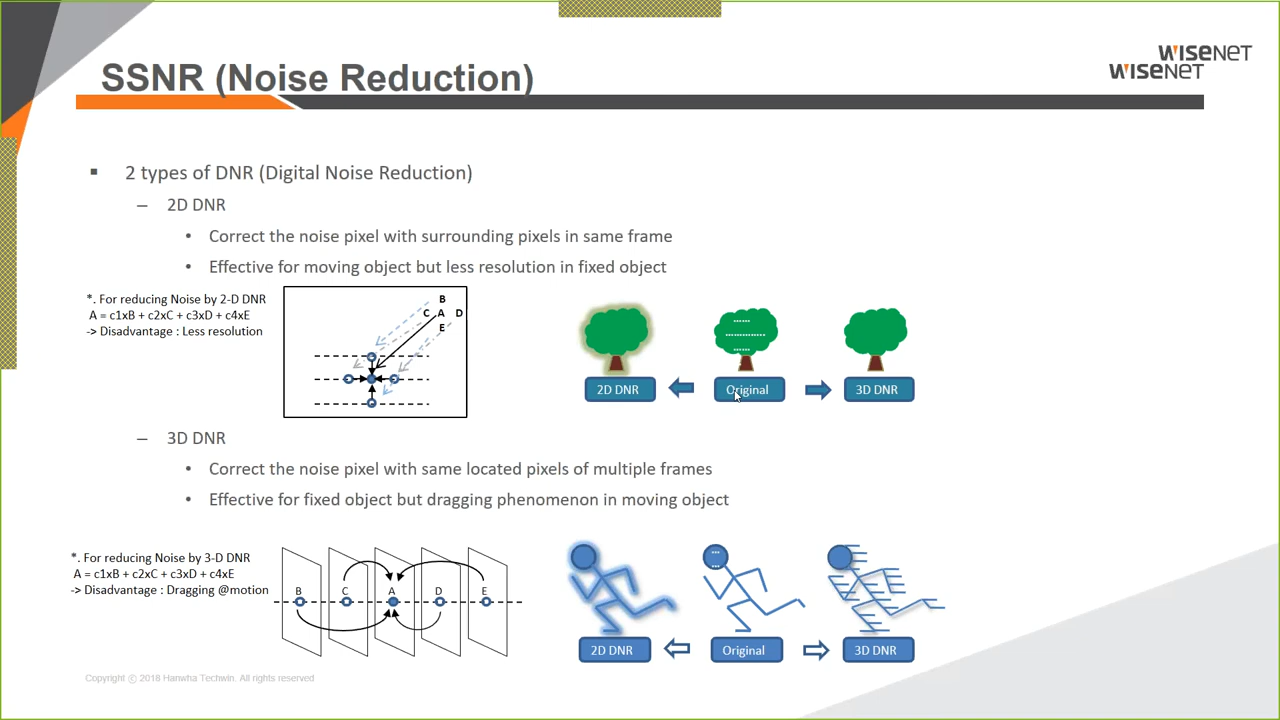 WISENET
WISENET
SSNR (Noise Reduction)
2 types of DNR (Digital Noise Reduction)
– 2D DNR
• Correct the noise pixel with surrounding pixels in same frame
• Effective for moving object but less resolution in fixed object
*. For reducing Noise by 2-D DNR
A = c1xB + c2xC + c3xD + c4xE
-> Disadvantage : Less resolution
B
C A D
E
2D DNR
Original
3D DNR
– 3D DNR
• Correct the noise pixel with same located pixels of multiple frames
• Effective for fixed object but dragging phenomenon in moving object
*. For reducing Noise by 3-D DNR
A = c1xB + c2xC + c3xD + c4xE
-> Disadvantage : Dragging @motion
B C A D E
2D DNR
Original
3D DNR
Copyright ⓒ 2018 Hanwha Techwin. All rights reserved